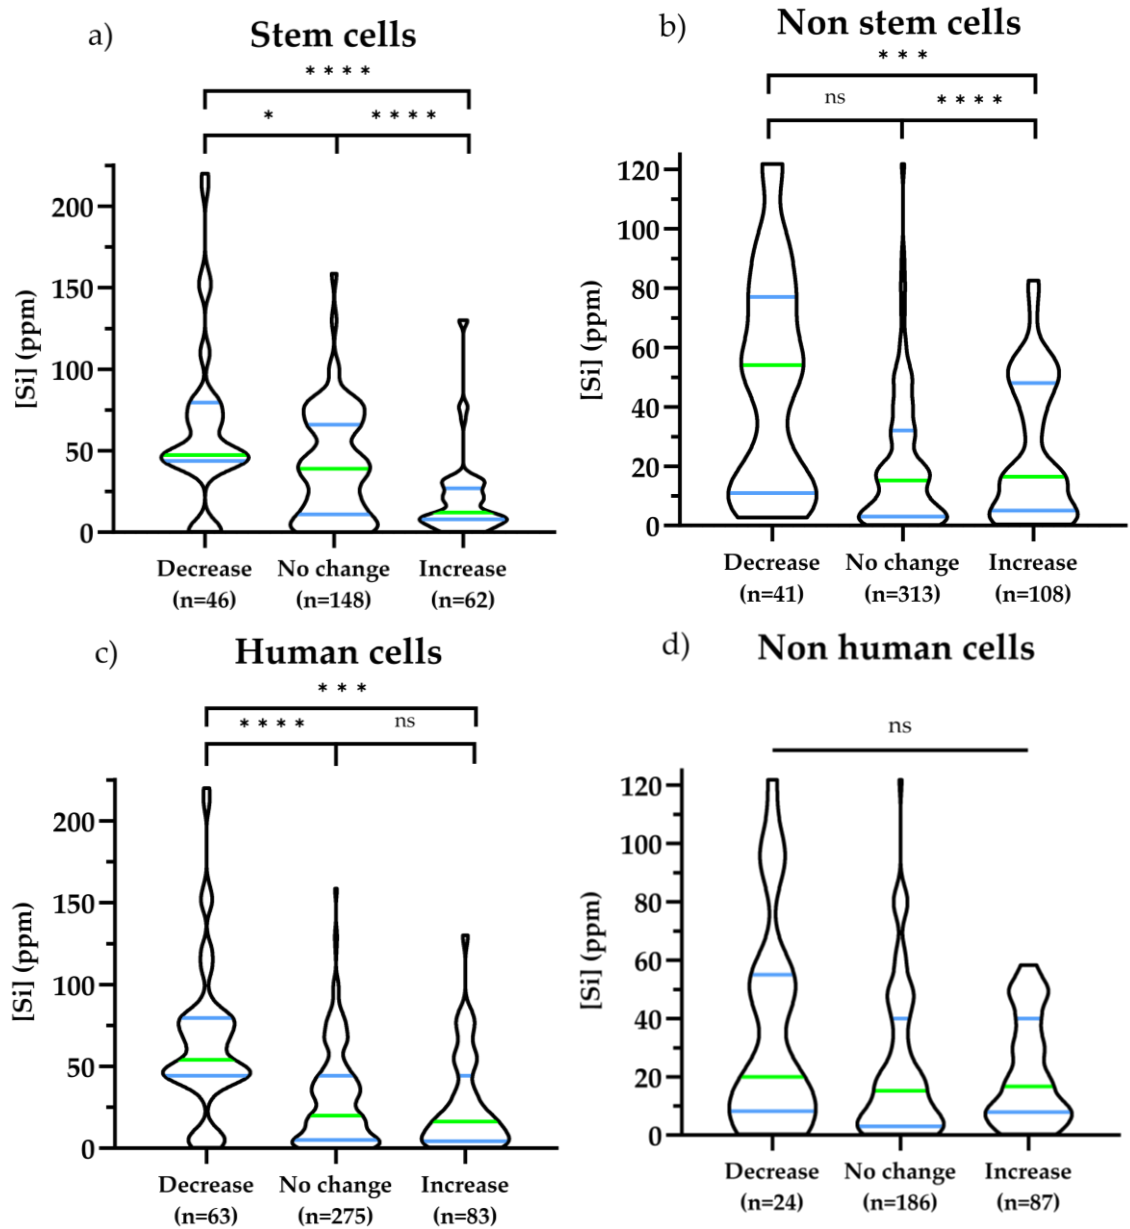 a)
Stem cells
* * * *
* * * * *
[Si] (ppm)
200
150
100
50
0
Decrease No change Increase
(n=46) (n=148) (n=62)
b)
Non stem cells
* * *
ns * * * *
[Si] (ppm)
120
100
80
60
40
20
0
Decrease No change Increase
(n=41) (n=313) (n=108)
c)
Human cells
* * *
* * * * ns
[Si] (ppm)
200
150
100
50
0
Decrease No change Increase
(n=63) (n=275) (n=83)
d)
Non human cells
ns
[Si] (ppm)
120
100
80
60
40
20
0
Decrease No change Increase
(n=24) (n=186) (n=87)